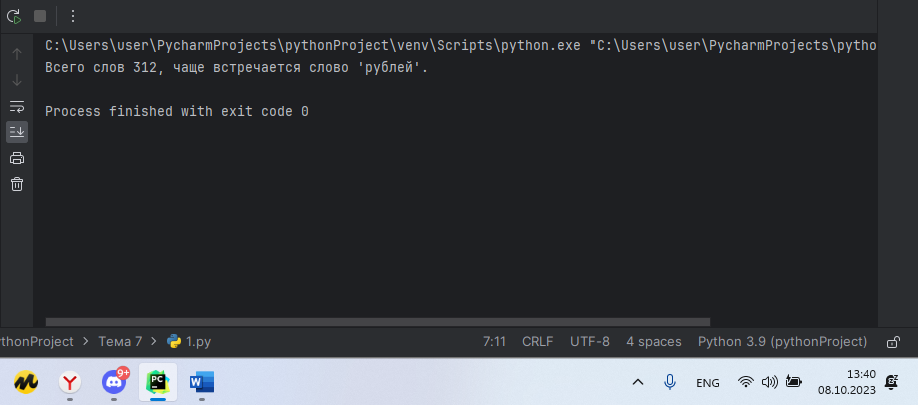 C:\Users\user\PycharmProjects\pythonProject\venv\Scripts\python.exe "C:\Users\user\PycharmProjects\pytho
Всего слов 312, чаще встречается слово 'рублей'.
Process finished with exit code 0
ythonProject > Тема 7 > 1.py 7:11 CRLF UTF-8 4 spaces Python 3.9 (pythonProject)
9+ PC W ENG 13:40
08.10.2023